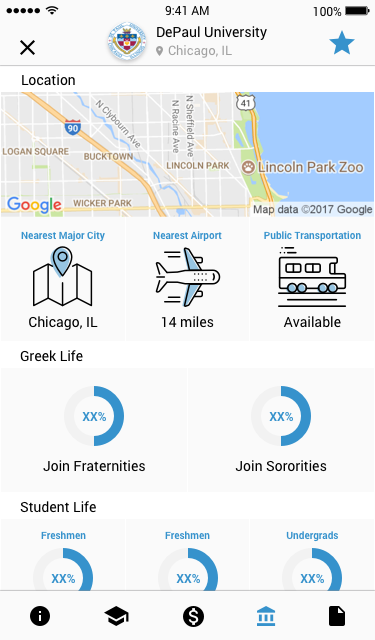 9:41 AM
100%
DePaul University
Chicago, IL
Location
N Clybourn Ave
N Racine Ave
N Sheffield Ave
41
90
LOGAN SQUARE
BUCKTOWN
LINCOLN PARK
Lincoln Park Zoo
WICKER PARK
Google
Map data ©2017 Google
Nearest Major City
Nearest Airport
Public Transportation
Chicago, IL
14 miles
Available
Greek Life
XX%
XX%
Join Fraternities
Join Sororities
Student Life
Freshmen
Freshmen
Undergrads
XX%
XX%
XX%